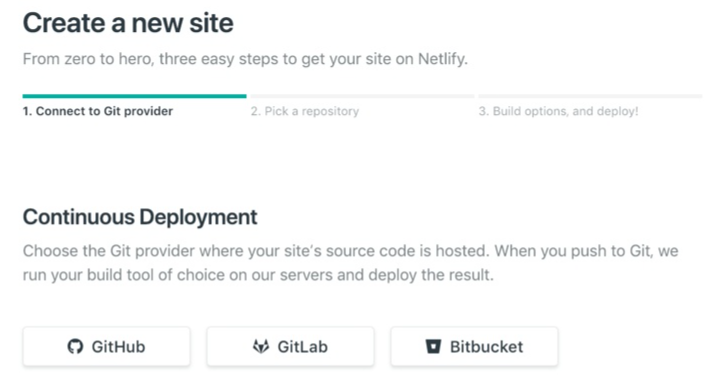 Create a new site
From zero to hero, three easy steps to get your site on Netlify.
1. Connect to Git provider
2. Pick a repository
3. Build options, and deploy!
Continuous Deployment
Choose the Git provider where your site's source code is hosted. When you push to Git, we
run your build tool of choice on our servers and deploy the result.
GitHub
GitLab
Bitbucket